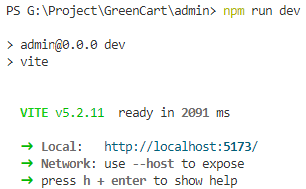 PS G:\Project\GreenCart\admin> npm run dev
> admin@0.0.0 dev
> vite
VITE v5.2.11 ready in 2091 ms
➜ Local: http://localhost:5173/
➜ Network: use --host to expose
➜ press h + enter to show help